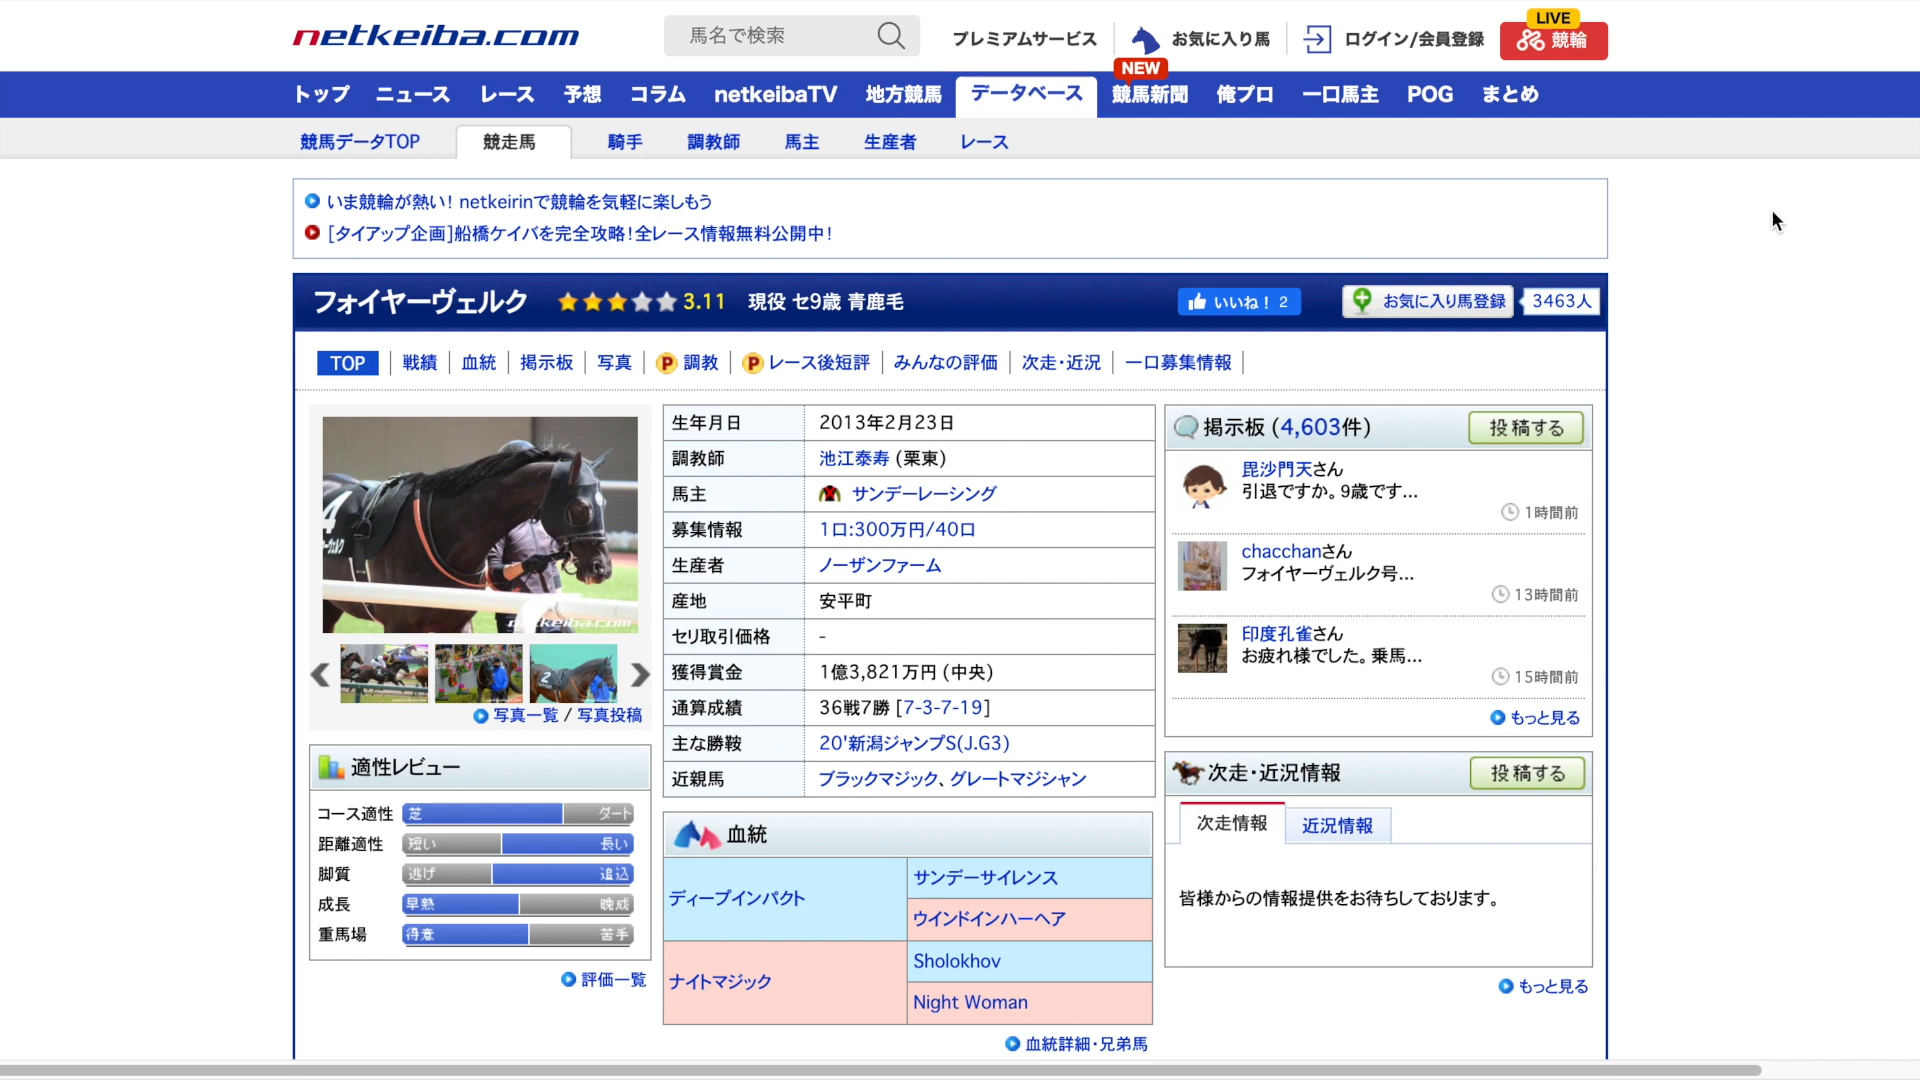 netkeiba.com
馬名で検索
プレミアムサービス
お気に入り馬
ログイン/会員登録
LIVE
競輪
NEW
トップ ニュース レース 予想 コラム netkeibaTV 地方競馬 データベース 競馬新聞 俺プロ 一口馬主 POG まとめ
競馬データTOP 競走馬 騎手 調教師 馬主 生産者 レース
いま競輪が熱い！netkeirinで競輪を気軽に楽しもう
[タイアップ企画]船橋ケイバを完全攻略！全レース情報無料公開中！
フォイヤーヴェルク 3.11 現役 セ9歳 青鹿毛
いいね！ 2
お気に入り馬登録 3463人
TOP 戦績 血統 掲示板 写真 P 調教 P レース後短評 みんなの評価 次走・近況 一口募集情報
4
netkeiba.com
2
写真一覧 / 写真投稿
適性レビュー
コース適性 芝 ダート
距離適性 短い 長い
脚質 逃げ 追込
成長 早熟 晩成
重馬場 得意 苦手
評価一覧
生年月日 2013年2月23日
調教師 池江泰寿 (栗東)
馬主 サンデーレーシング
募集情報 1口:300万円/40口
生産者 ノーザンファーム
産地 安平町
セリ取引価格 -
獲得賞金 1億3,821万円 (中央)
通算成績 36戦7勝 [7-3-7-19]
主な勝鞍 20'新潟ジャンプS(J.G3)
近親馬 ブラックマジック、グレートマジシャン
血統
ディープインパクト
サンデーサイレンス
ウインドインハーヘア
ナイトマジック
Sholokhov
Night Woman
血統詳細・兄弟馬
掲示板 (4,603件)
投稿する
毘沙門天さん
引退ですか。9歳です...
1時間前
chacchanさん
フォイヤーヴェルク号...
13時間前
印度孔雀さん
お疲れ様でした。乗馬...
15時間前
もっと見る
次走・近況情報
投稿する
次走情報 近況情報
皆様からの情報提供をお待ちしております。
もっと見る